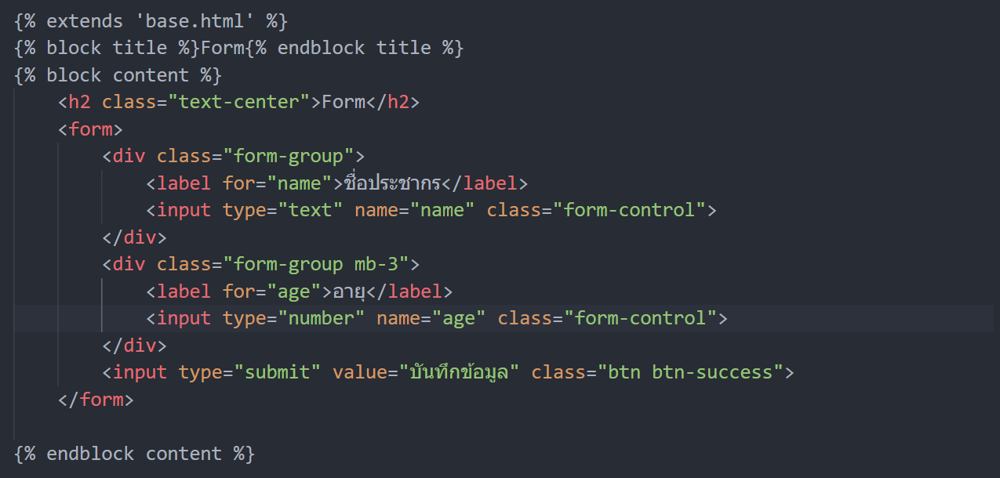 {% extends 'base.html' %}
{% block title %}Form{% endblock title %}
{% block content %}
    <h2 class="text-center">Form</h2>
    <form>
        <div class="form-group">
            <label for="name">ชื่อประชากร</label>
            <input type="text" name="name" class="form-control">
        </div>
        <div class="form-group mb-3">
            <label for="age">อายุ</label>
            <input type="number" name="age" class="form-control">
        </div>
        <input type="submit" value="บันทึกข้อมูล" class="btn btn-success">
    </form>

{% endblock content %}